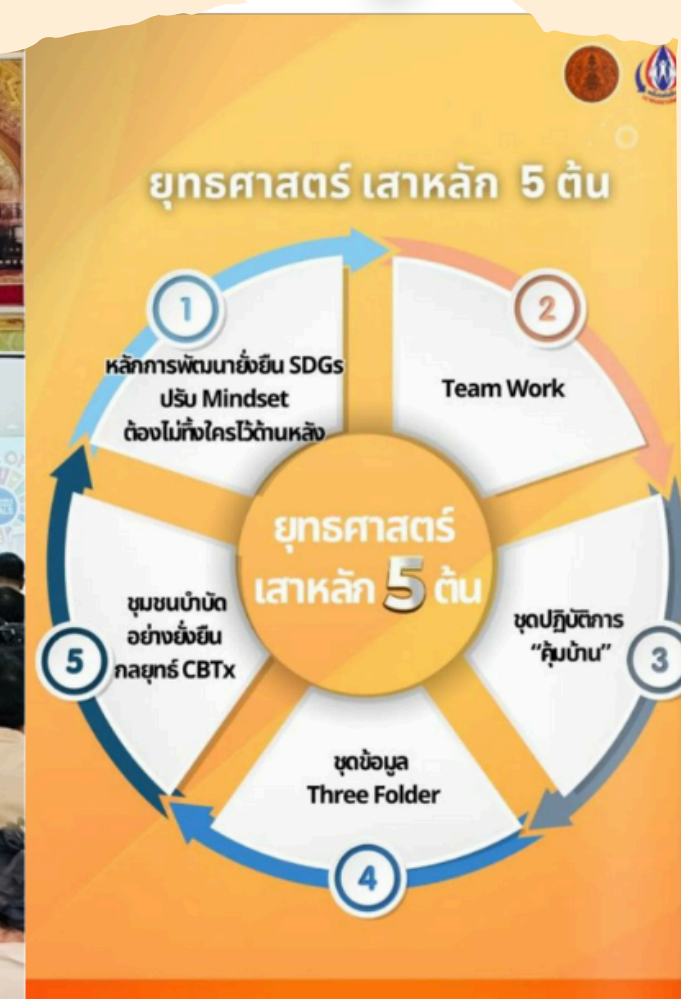 ยุทธศาสตร์ เสาหลัก 5 ต้น
1
หลักการพัฒนายั่งยืน SDGs
ปรับ Mindset
ต้องไม่ทิ้งใครไว้ด้านหลัง
2
Team Work
3
ชุดปฏิบัติการ
“คุ้มบ้าน”
4
ชุดข้อมูล
Three Folder
5
ชุมชนบำบัด
อย่างยั่งยืน
กลยุทธ์ CBTx
ยุทธศาสตร์
เสาหลัก 5 ต้น